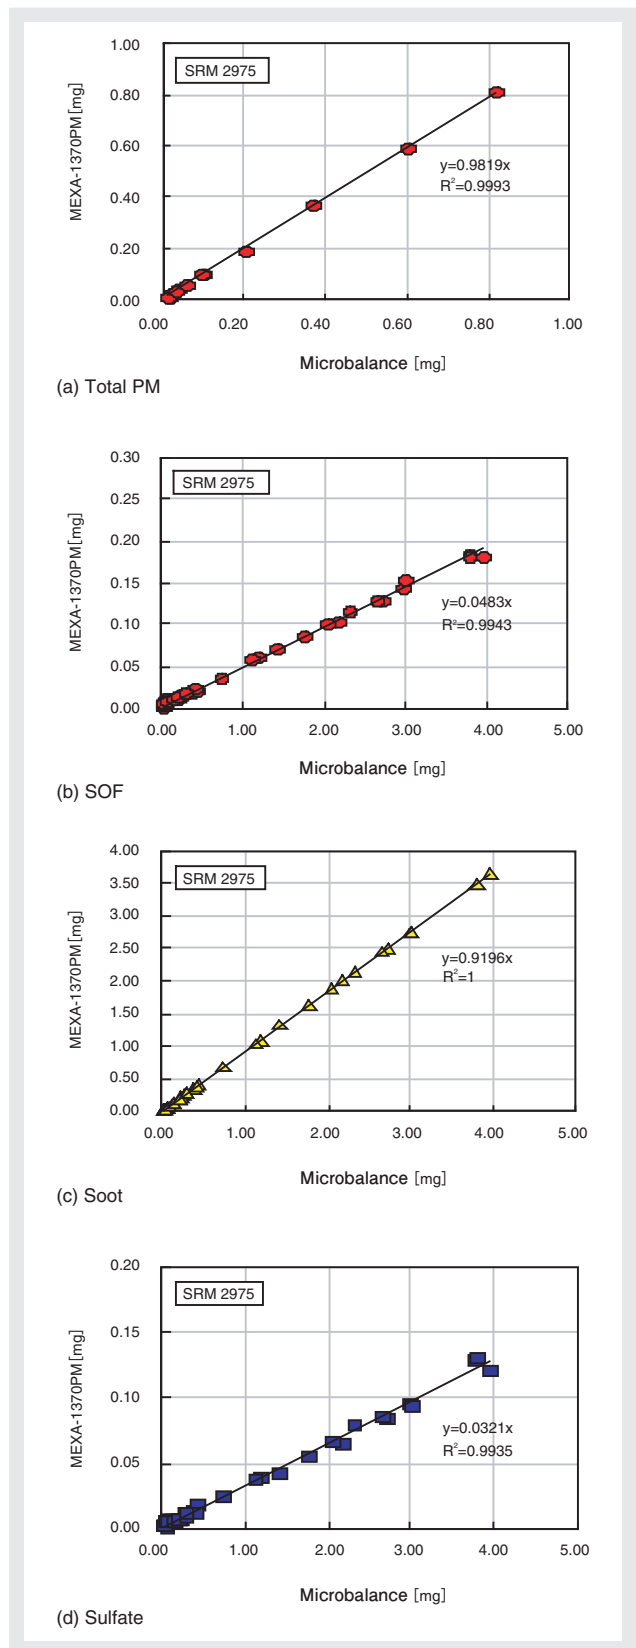 1.00
SRM 2975
0.80
MEXA-1370PM [mg]
0.60
y=0.9819x
R²=0.9993
0.40
0.20
0.00
0.00 0.20 0.40 0.60 0.80 1.00
Microbalance [mg]
(a) Total PM
0.30
SRM 2975
0.25
MEXA-1370PM[mg]
0.20
0.15
y=0.0483x
R²=0.9943
0.10
0.05
0.00
0.00 1.00 2.00 3.00 4.00 5.00
Microbalance [mg]
(b) SOF
4.00
SRM 2975
3.50
3.00
MEXA-1370PM[mg]
2.50
y=0.9196x
R²=1
2.00
1.50
1.00
0.50
0.00
0.00 1.00 2.00 3.00 4.00 5.00
Microbalance [mg]
(c) Soot
0.20
SRM 2975
0.15
MEXA-1370PM[mg]
0.10
y=0.0321x
R²=0.9935
0.05
0.00
0.00 1.00 2.00 3.00 4.00 5.00
Microbalance [mg]
(d) Sulfate